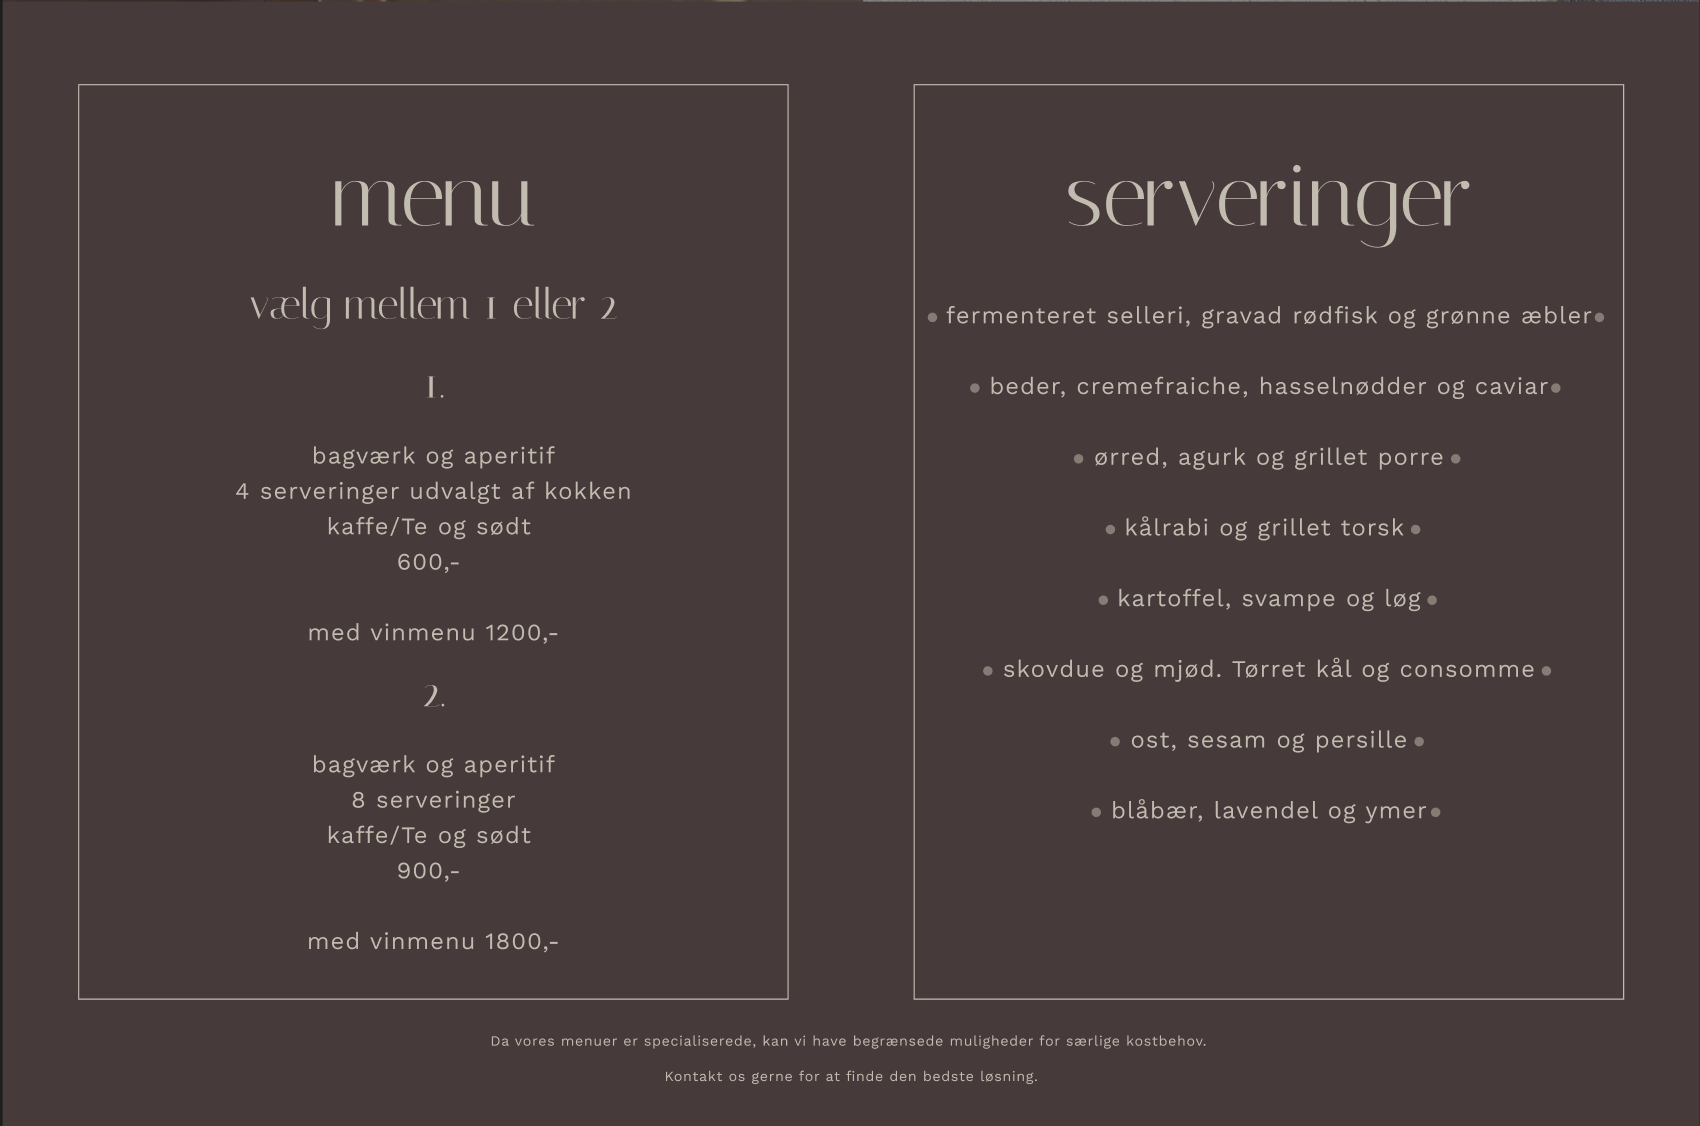 menu
vælg mellem 1 eller 2
1.
bagværk og aperitif
4 serveringer udvalgt af kokken
kaffe/Te og sødt
600,-
med vinmenu 1200,-
2.
bagværk og aperitif
8 serveringer
kaffe/Te og sødt
900,-
med vinmenu 1800,-
serveringer
• fermenteret selleri, gravad rødfisk og grønne æbler•
• beder, cremefraiche, hasselnødder og caviar•
• ørred, agurk og grillet porre •
• kålrabi og grillet torsk •
• kartoffel, svampe og løg •
• skovdue og mjød. Tørret kål og consomme •
• ost, sesam og persille •
• blåbær, lavendel og ymer•
Da vores menuer er specialiserede, kan vi have begrænsede muligheder for særlige kostbehov.
Kontakt os gerne for at finde den bedste løsning.